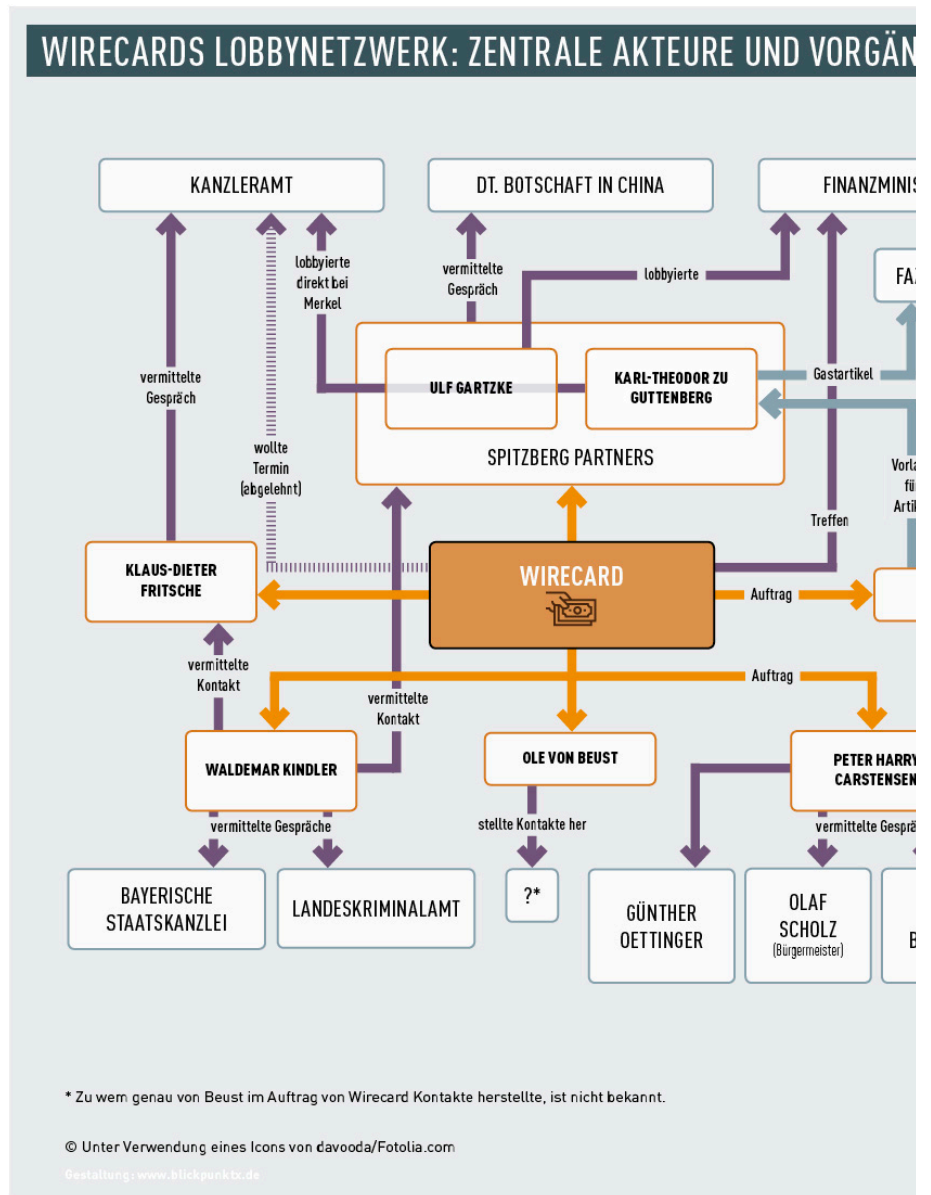 WIRECARDS LOBBYNETZWERK: ZENTRALE AKTEURE UND VORGÄN
KANZLERAMT
DT. BOTSCHAFT IN CHINA
FINANZMINIS
lobbyierte
direkt bei
Merkel
vermittelte
Gespräch
lobbyierte
FAZ
vermittelte
Gespräch
ULF GARTZKE
KARL-THEODOR ZU
GUTTENBERG
Gastartikel
SPITZBERG PARTNERS
wollte
Termin
(abgelehnt)
Vorla
fü
Artik
Treffen
KLAUS-DIETER
FRITSCHE
WIRECARD
Auftrag
vermittelte
Kontakt
vermittelte
Kontakt
Auftrag
WALDEMAR KINDLER
OLE VON BEUST
PETER HARRY
CARSTENSEN
vermittelte Gespräche
stellte Kontakte her
vermittelte Gesprä
BAYERISCHE
STAATSKANZLEI
LANDESKRIMINALAMT
?*
GÜNTHER
OETTINGER
OLAF
SCHOLZ
(Bürgermeister)
B
* Zu wem genau von Beust im Auftrag von Wirecard Kontakte herstellte, ist nicht bekannt.
© Unter Verwendung eines Icons von davooda/Fotolia.com
Gestaltung: www.blickpunktx.de